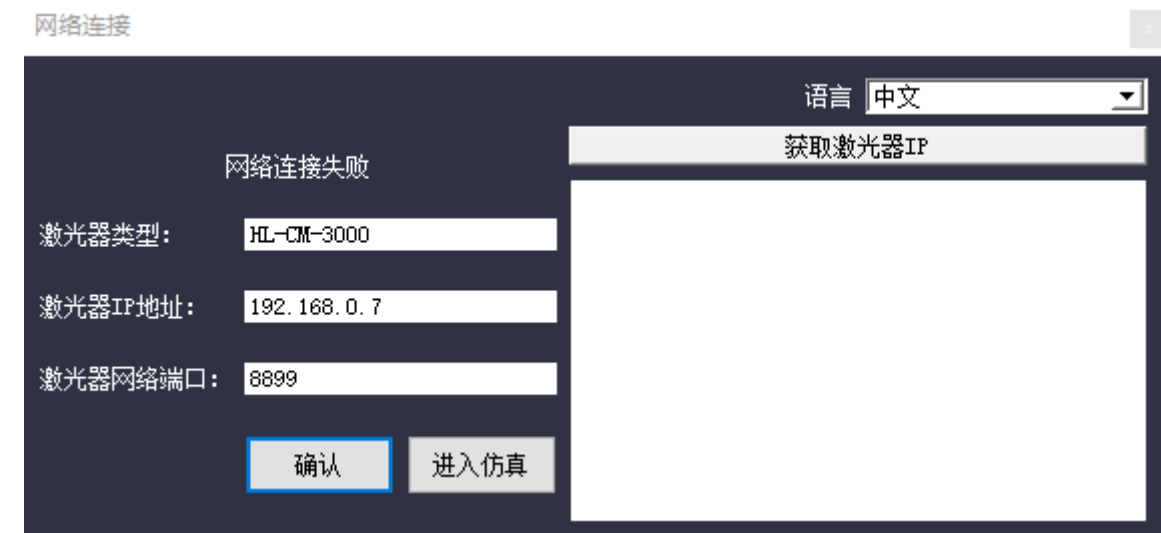 网络连接
x
语言 中文
获取激光器IP
网络连接失败
激光器类型: HL-CM-3000
激光器IP地址: 192.168.0.7
激光器网络端口: 8899
确认 进入仿真